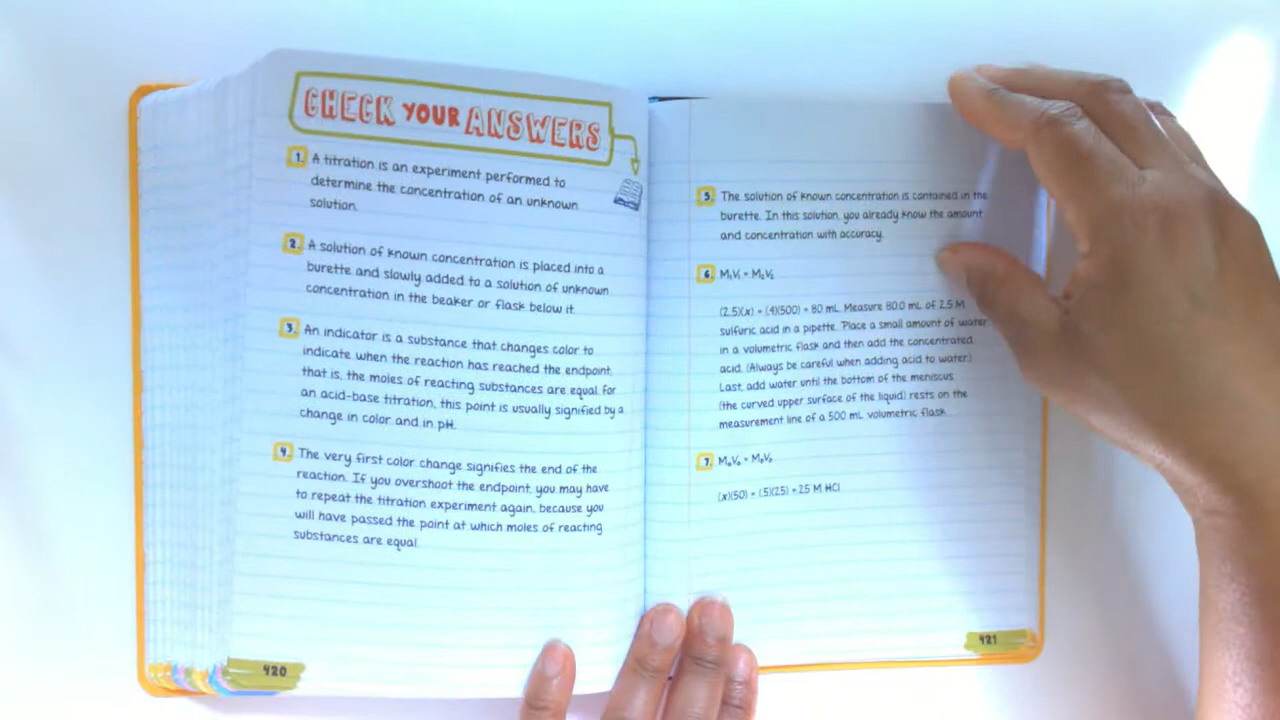 CHECK YOUR ANSWERS
1. A titration is an experiment performed to
determine the concentration of an unknown
solution.
2. A solution of known concentration is placed into a
burette and slowly added to a solution of unknown
concentration in the beaker or flask below it.
3. An indicator is a substance that changes color to
indicate when the reaction has reached the endpoint,
that is, the moles of reacting substances are equal. For
an acid-base titration, this point is usually signified by a
change in color and in pH.
4. The very first color change signifies the end of the
reaction. If you overshoot the endpoint, you may have
to repeat the titration experiment again, because you
will have passed the point at which moles of reacting
substances are equal.
420
5. The solution of known concentration is contained in the
burette. In this solution, you already know the amount
and concentration with accuracy.
6. M₁V₁ = M₂V₂
(2.5)(x) = (.4)(500) = 80 mL. Measure 80.0 mL of 2.5 M
sulfuric acid in a pipette. Place a small amount of water
in a volumetric flask and then add the concentrated
acid. (Always be careful when adding acid to water.)
Last, add water until the bottom of the meniscus
(the curved upper surface of the liquid) rests on the
measurement line of a 500 mL volumetric flask.
7. MₐVₐ = M_bV_b
(x)(50) = (.5)(25) = .25 M HCl
421